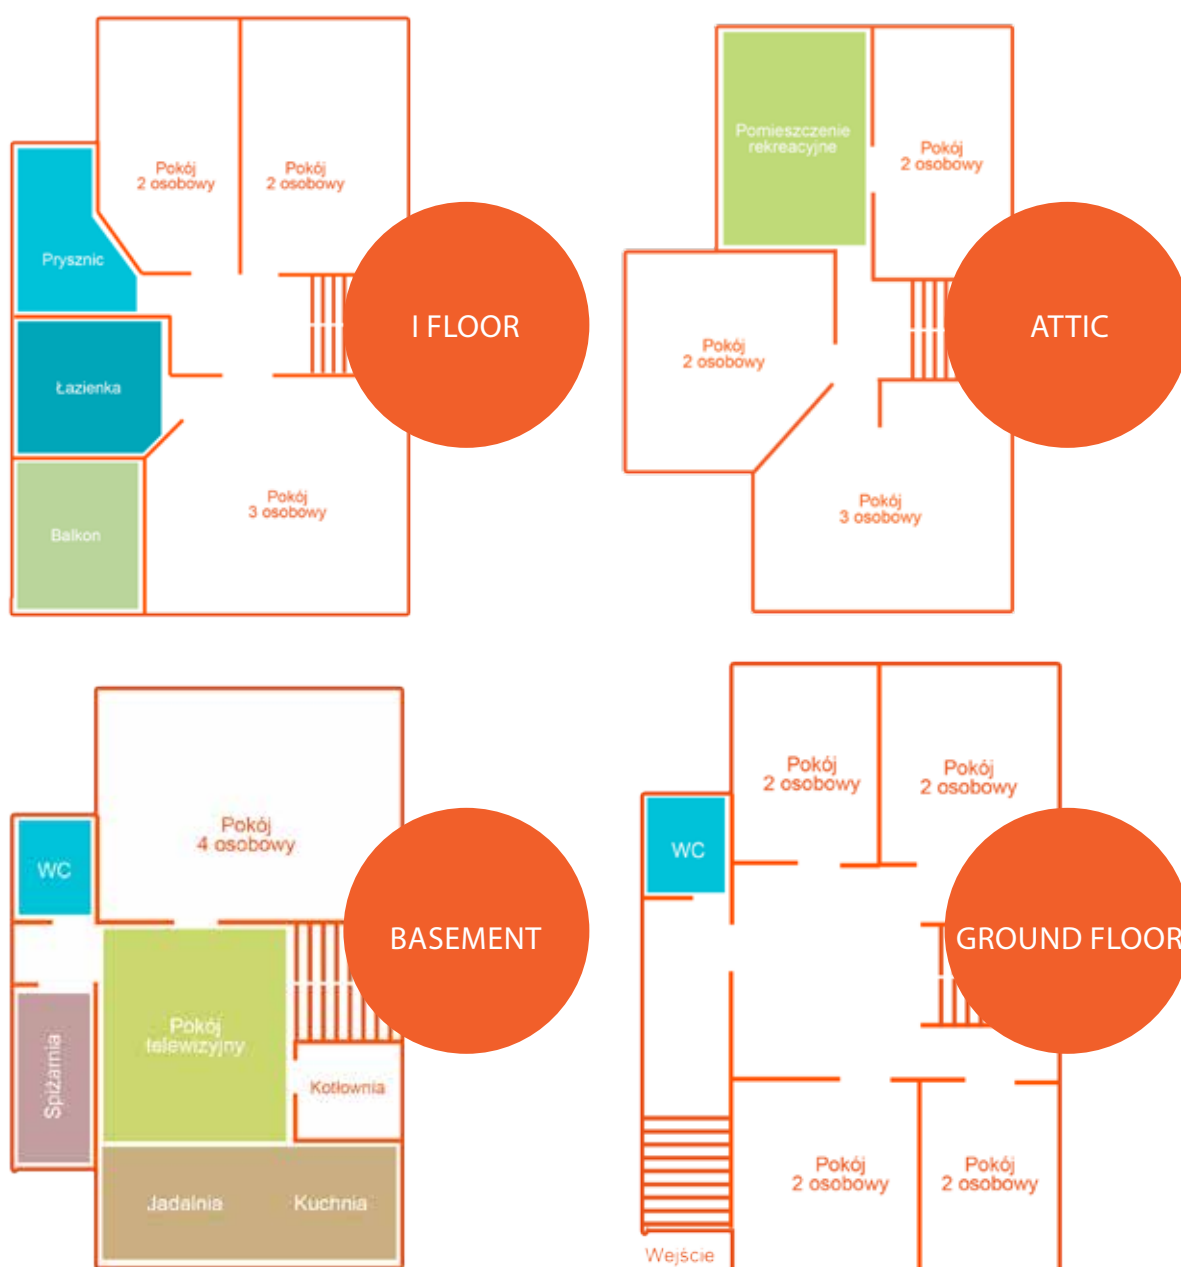 Pokój
2 osobowy
Pokój
2 osobowy
Prysznic
I FLOOR
Łazienka
Pokój
3 osobowy
Balkon
Pomieszczenie
rekreacyjne
Pokój
2 osobowy
ATTIC
Pokój
2 osobowy
Pokój
3 osobowy
Pokój
4 osobowy
WC
BASEMENT
Pokój
telewizyjny
Spiżarnia
Kotłownia
Jadalnia
Kuchnia
Pokój
2 osobowy
Pokój
2 osobowy
WC
GROUND FLOOR
Pokój
2 osobowy
Pokój
2 osobowy
Wejście